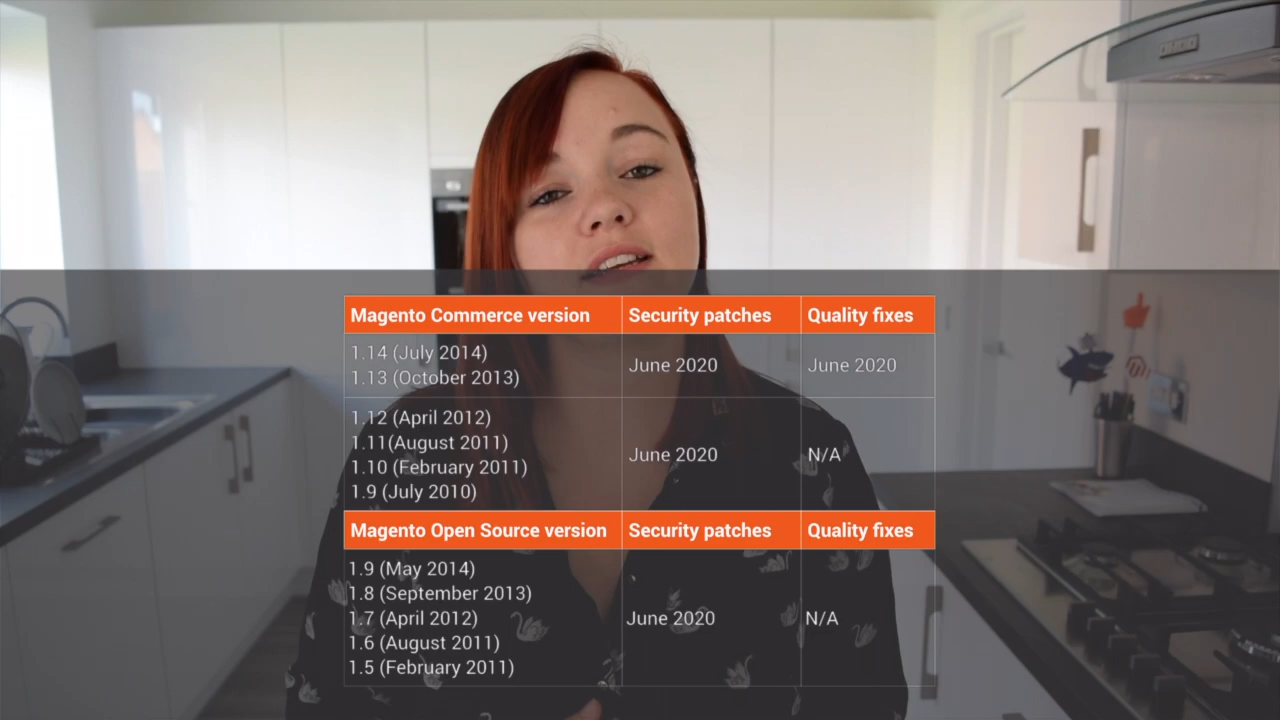 Magento Commerce version Security patches Quality fixes
1.14 (July 2014)
1.13 (October 2013)
June 2020 June 2020
1.12 (April 2012)
1.11(August 2011)
1.10 (February 2011)
1.9 (July 2010)
June 2020 N/A
Magento Open Source version Security patches Quality fixes
1.9 (May 2014)
1.8 (September 2013)
1.7 (April 2012)
1.6 (August 2011)
1.5 (February 2011)
June 2020 N/A